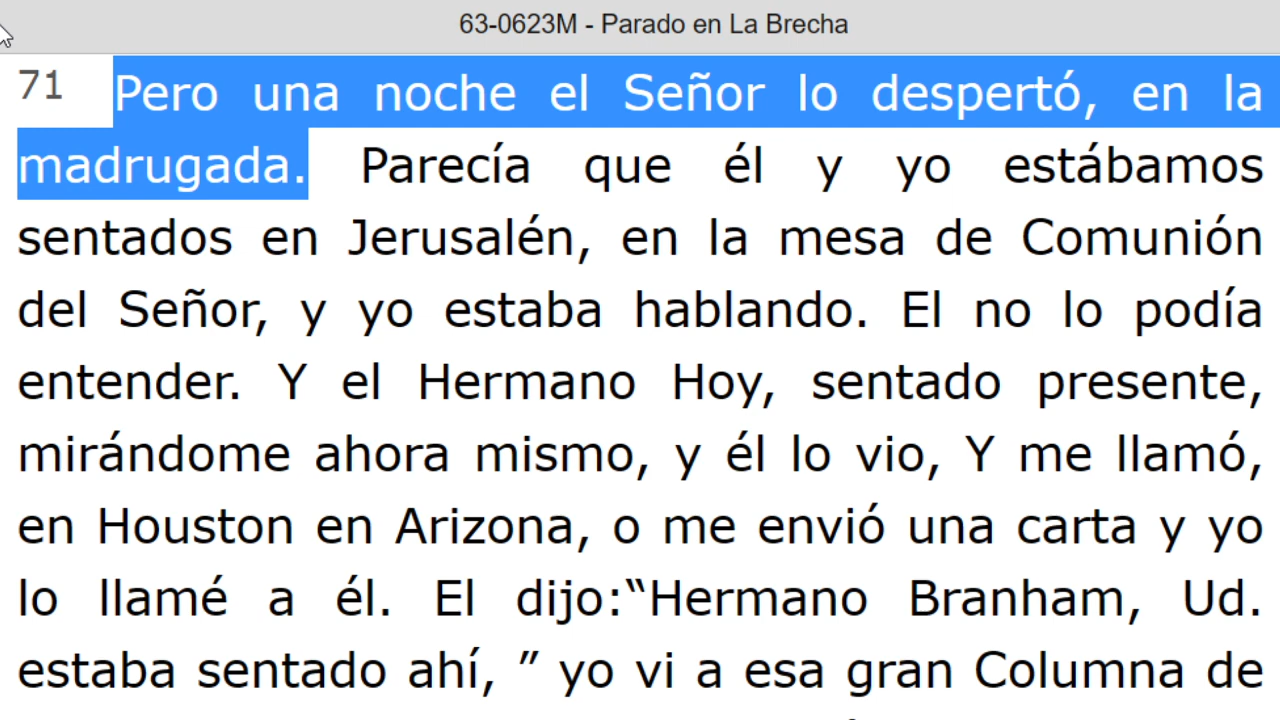 63-0623M - Parado en La Brecha
71 Pero una noche el Señor lo despertó, en la
madrugada. Parecía que él y yo estábamos
sentados en Jerusalén, en la mesa de Comunión
del Señor, y yo estaba hablando. El no lo podía
entender. Y el Hermano Hoy, sentado presente,
mirándome ahora mismo, y él lo vio, Y me llamó,
en Houston en Arizona, o me envió una carta y yo
lo llamé a él. El dijo:“Hermano Branham, Ud.
estaba sentado ahí, ” yo vi a esa gran Columna de